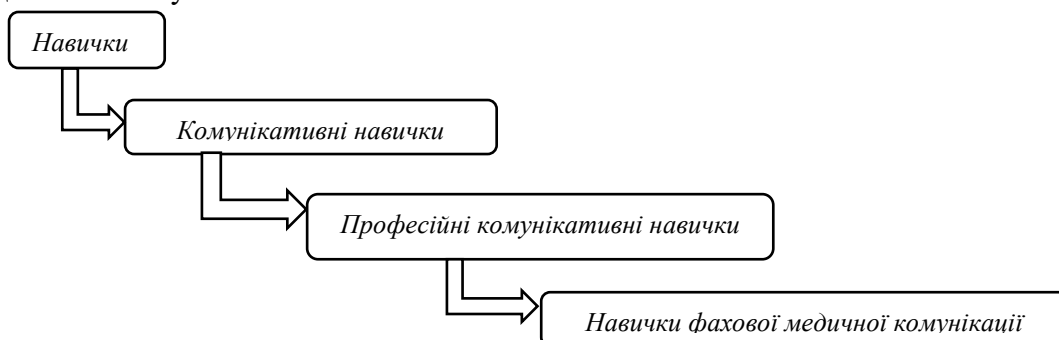 Навички
Комунікативні навички
Професійні комунікативні навички
Навички фахової медичної комунікації